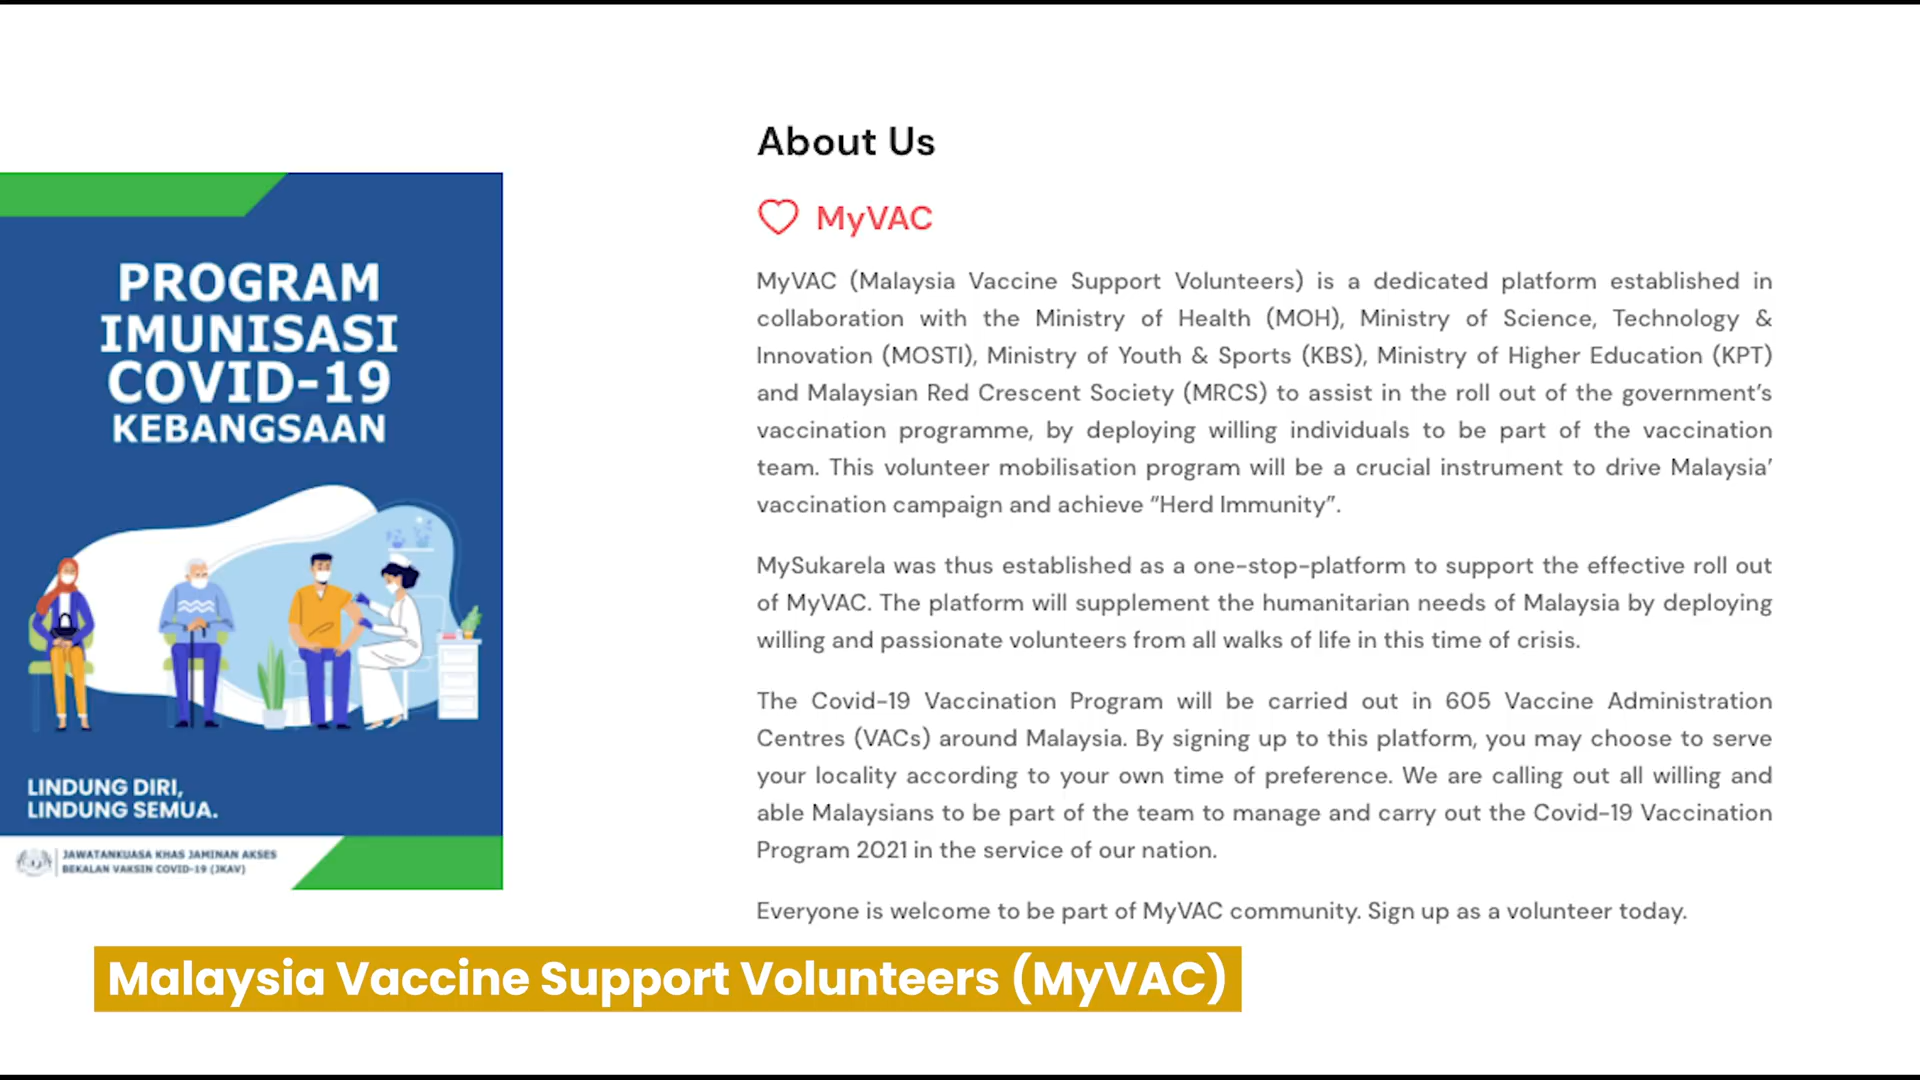 PROGRAM
IMUNISASI
COVID-19
KEBANGSAAN
LINDUNG DIRI,
LINDUNG SEMUA.
JAWATANKUASA KHAS JAMINAN AKSES
BEKALAN VAKSIN COVID-19 (JKAV)
About Us
MyVAC
MyVAC (Malaysia Vaccine Support Volunteers) is a dedicated platform established in
collaboration with the Ministry of Health (MOH), Ministry of Science, Technology &
Innovation (MOSTI), Ministry of Youth & Sports (KBS), Ministry of Higher Education (KPT)
and Malaysian Red Crescent Society (MRCS) to assist in the roll out of the government’s
vaccination programme, by deploying willing individuals to be part of the vaccination
team. This volunteer mobilisation program will be a crucial instrument to drive Malaysia’
vaccination campaign and achieve “Herd Immunity”.
MySukarela was thus established as a one-stop-platform to support the effective roll out
of MyVAC. The platform will supplement the humanitarian needs of Malaysia by deploying
willing and passionate volunteers from all walks of life in this time of crisis.
The Covid-19 Vaccination Program will be carried out in 605 Vaccine Administration
Centres (VACs) around Malaysia. By signing up to this platform, you may choose to serve
your locality according to your own time of preference. We are calling out all willing and
able Malaysians to be part of the team to manage and carry out the Covid-19 Vaccination
Program 2021 in the service of our nation.
Everyone is welcome to be part of MyVAC community. Sign up as a volunteer today.
Malaysia Vaccine Support Volunteers (MyVAC)